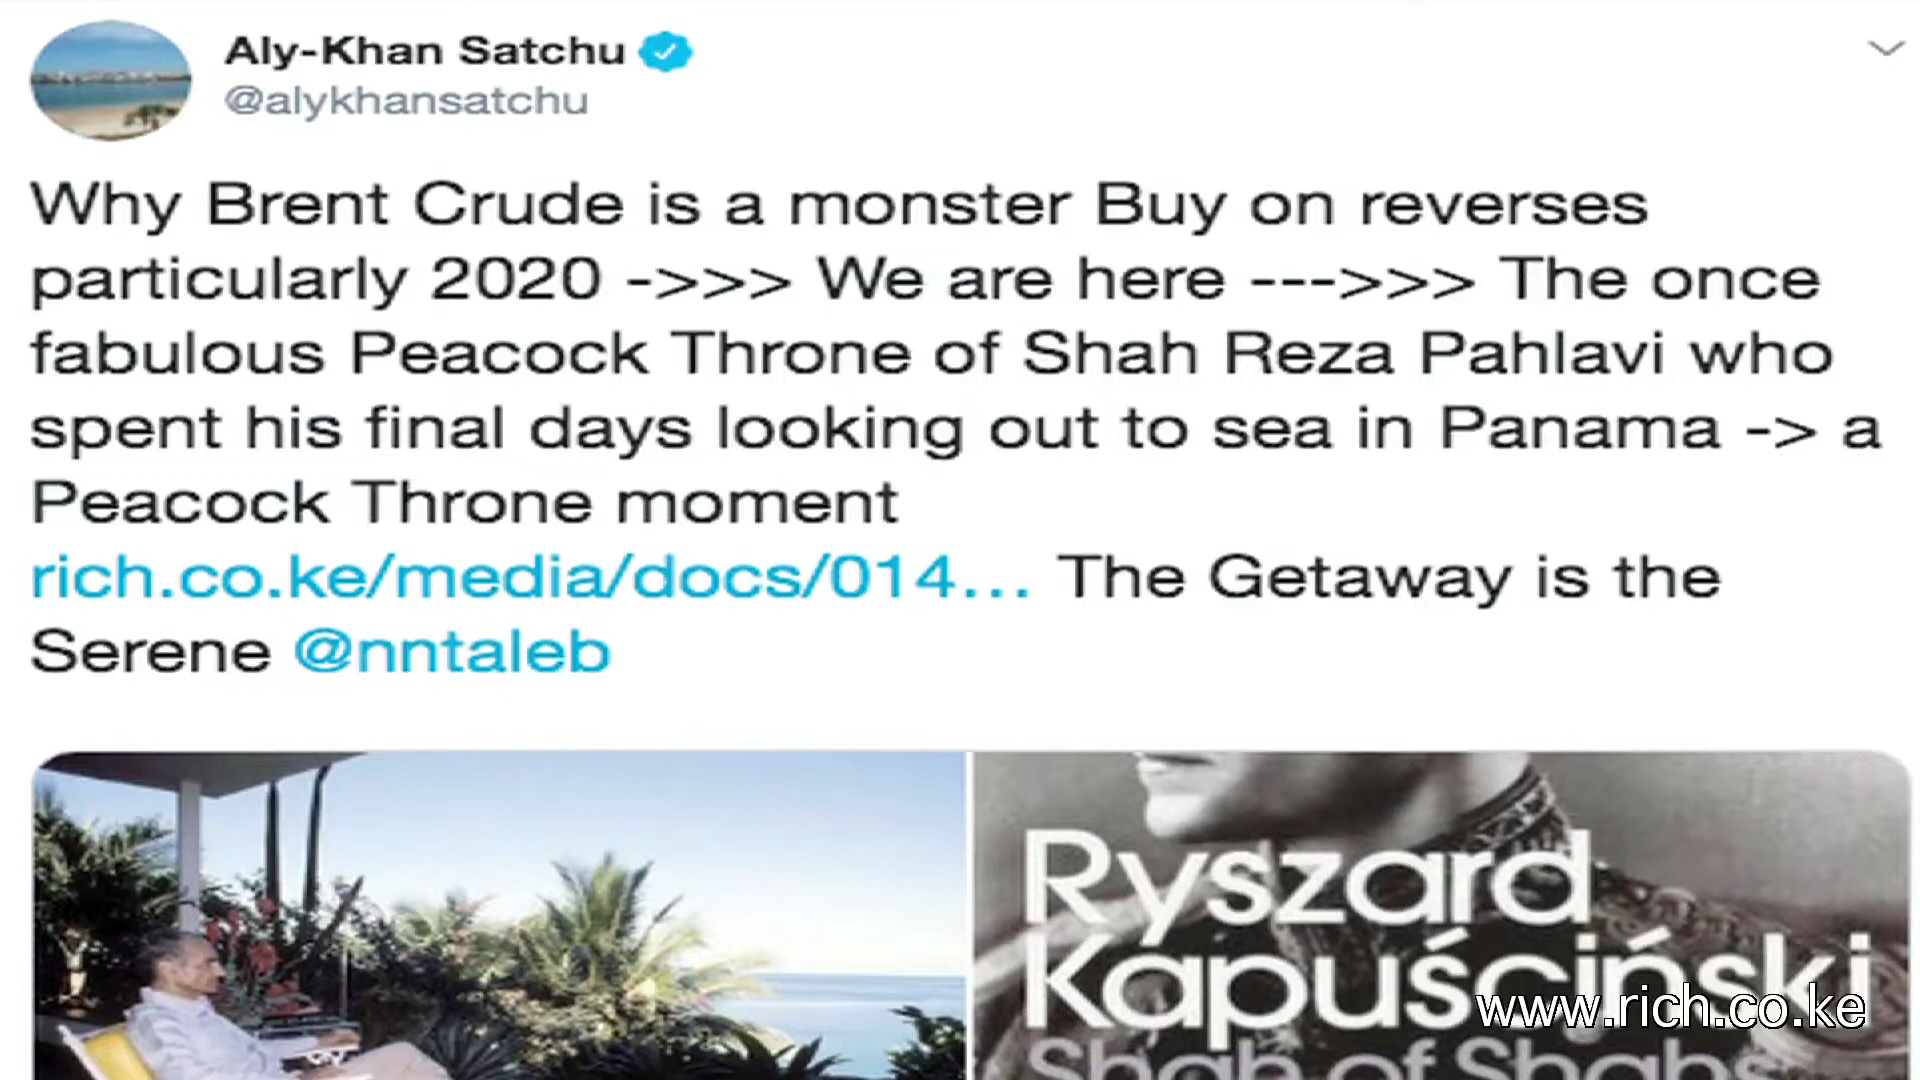 Aly-Khan Satchu
@alykhansatchu
Why Brent Crude is a monster Buy on reverses
particularly 2020 ->>>> We are here --->>>> The once
fabulous Peacock Throne of Shah Reza Pahlavi who
spent his final days looking out to sea in Panama -> a
Peacock Throne moment
rich.co.ke/media/docs/014... The Getaway is the
Serene @nntaleb
Ryszard
Kapuściński
www.rich.co.ke
Shah of Shahs